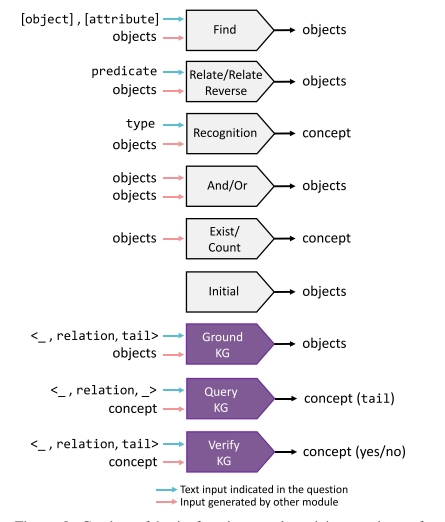 [object],[attribute]
objects
Find
objects
predicate
objects
Relate/Relate
Reverse
objects
type
objects
Recognition
concept
objects
objects
And/Or
objects
objects
Exist/
Count
concept
Initial
objects
<_,relation,tail>
objects
Ground
KG
objects
<_,relation,_>
concept
Query
KG
concept (tail)
<_,relation,tail>
concept
Verify
KG
concept (yes/no)
Text input indicated in the question
Input generated by other module